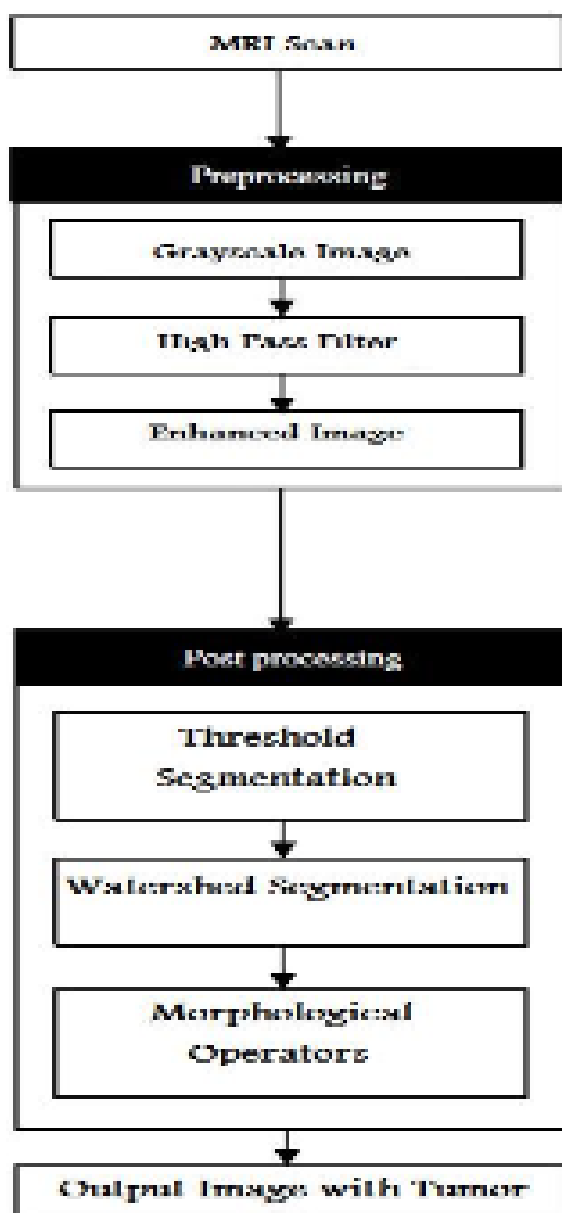 MRI Scan
Preprocessing
Grayscale Image
High Pass Filter
Enhanced Image
Post processing
Threshold
Segmentation
Watershed Segmentation
Morphological
Operators
Output Image with Tumor